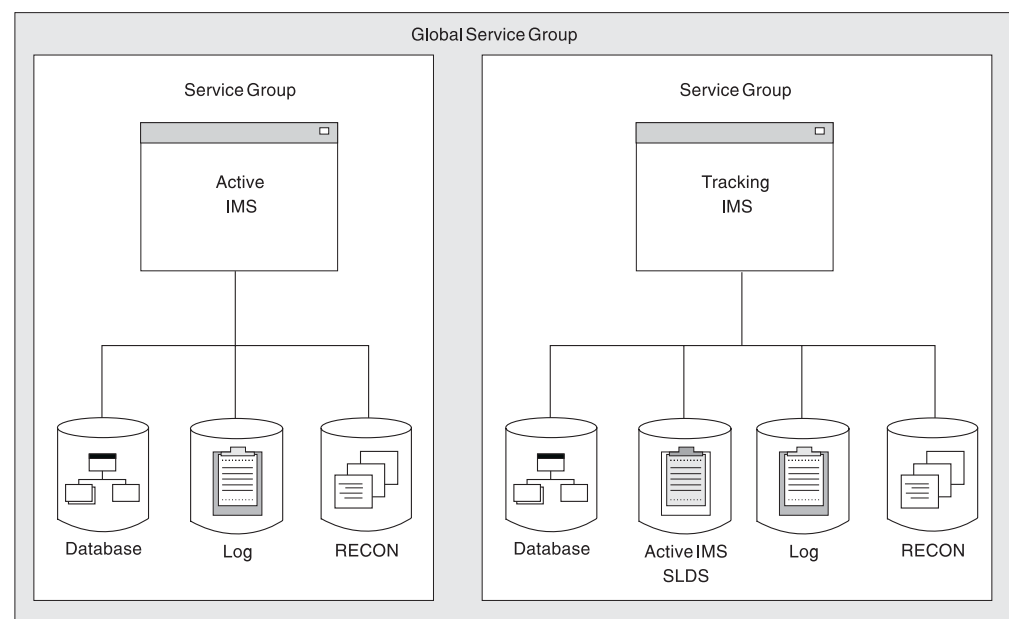 Global Service Group
Service Group
Active
IMS
Database
Log
RECON
Service Group
Tracking
IMS
Database
Active IMS
SLDS
Log
RECON